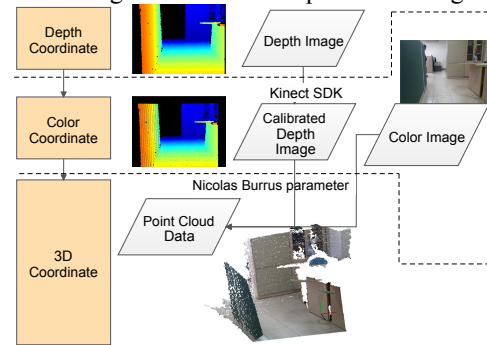 Depth
Coordinate
Depth Image
Kinect SDK
Color
Coordinate
Calibrated
Depth
Image
Color Image
Nicolas Burrus parameter
Point Cloud
Data
3D
Coordinate